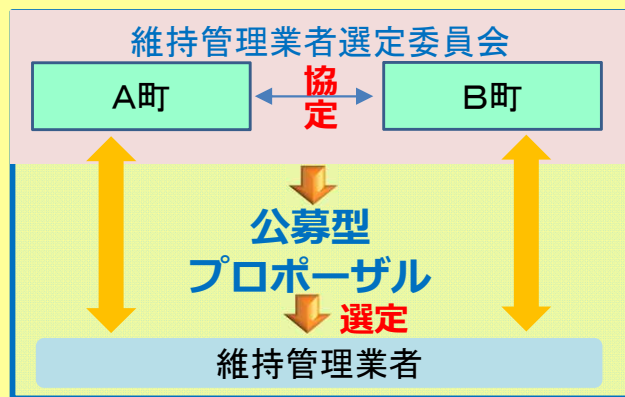 維持管理業者選定委員会
A町
協定
B町
公募型
プロポーザル
選定
維持管理業者